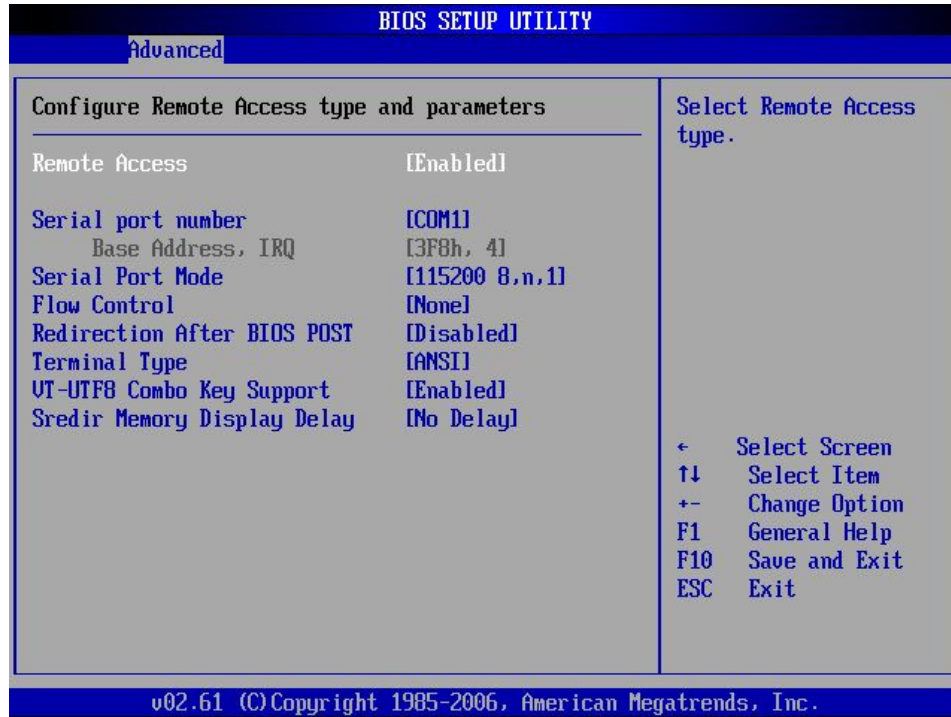 BIOS SETUP UTILITY
Advanced
Configure Remote Access type and parameters
Remote Access [Enabled]
Serial port number [COM1]
Base Address, IRQ [3F8h, 4]
Serial Port Mode [115200 8,n,1]
Flow Control [None]
Redirection After BIOS POST [Disabled]
Terminal Type [ANSI]
VT-UTF8 Combo Key Support [Enabled]
Sredir Memory Display Delay [No Delay]
Select Remote Access
type.
← Select Screen
↑↓ Select Item
+- Change Option
F1 General Help
F10 Save and Exit
ESC Exit
v02.61 (C)Copyright 1985-2006, American Megatrends, Inc.